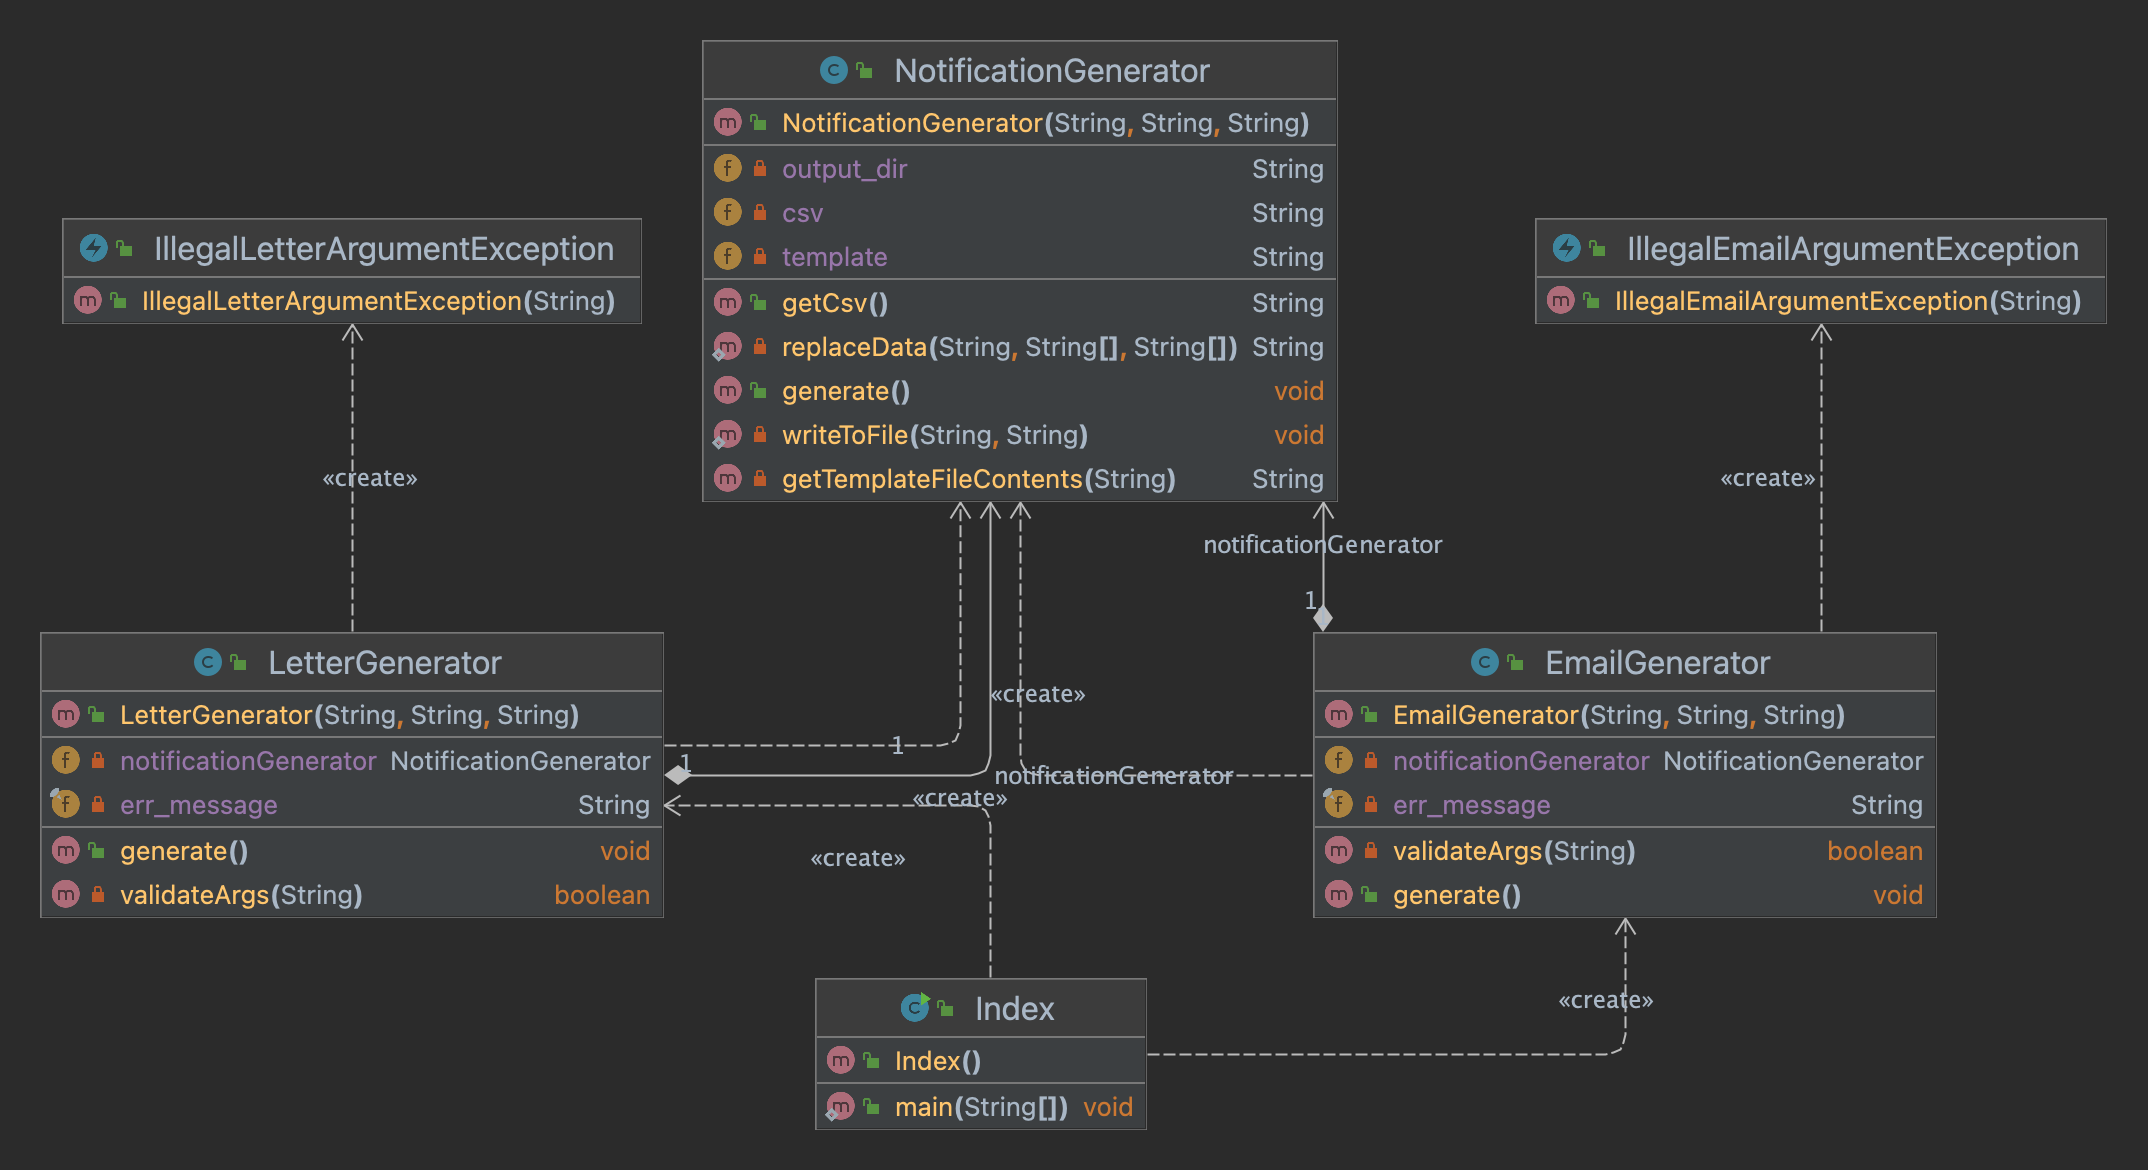 NotificationGenerator
NotificationGenerator(String, String, String)
output_dir String
csv String
template String
getCsv() String
replaceData(String, String[], String[]) String
generate() void
writeToFile(String, String) void
getTemplateFileContents(String) String
IllegalLetterArgumentException
IllegalLetterArgumentException(String)
IllegalEmailArgumentException
IllegalEmailArgumentException(String)
«create»
«create»
notificationGenerator
1
LetterGenerator
LetterGenerator(String, String, String)
notificationGenerator NotificationGenerator
err_message String
generate() void
validateArgs(String) boolean
«create»
1
1
notificationGenerator
«create»
«create»
EmailGenerator
EmailGenerator(String, String, String)
notificationGenerator NotificationGenerator
err_message String
validateArgs(String) boolean
generate() void
«create»
Index
Index()
main(String[]) void